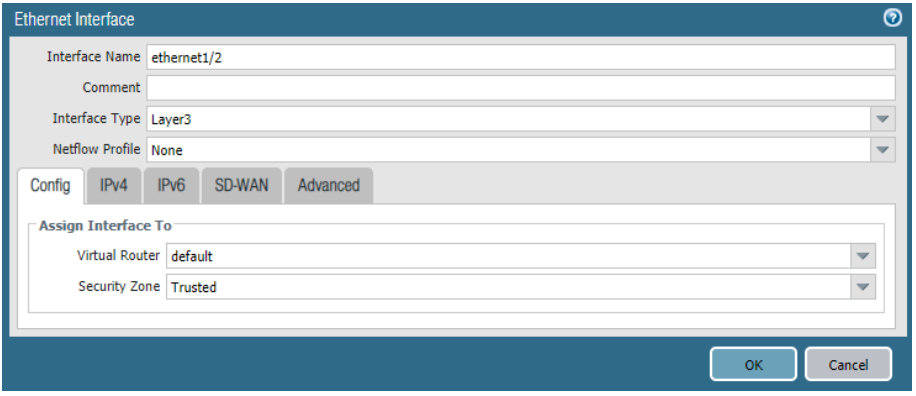 Ethernet Interface
Interface Name ethernet1/2
Comment
Interface Type Layer3
Netflow Profile None
Config IPv4 IPv6 SD-WAN Advanced
Assign Interface To
Virtual Router default
Security Zone Trusted
OK Cancel